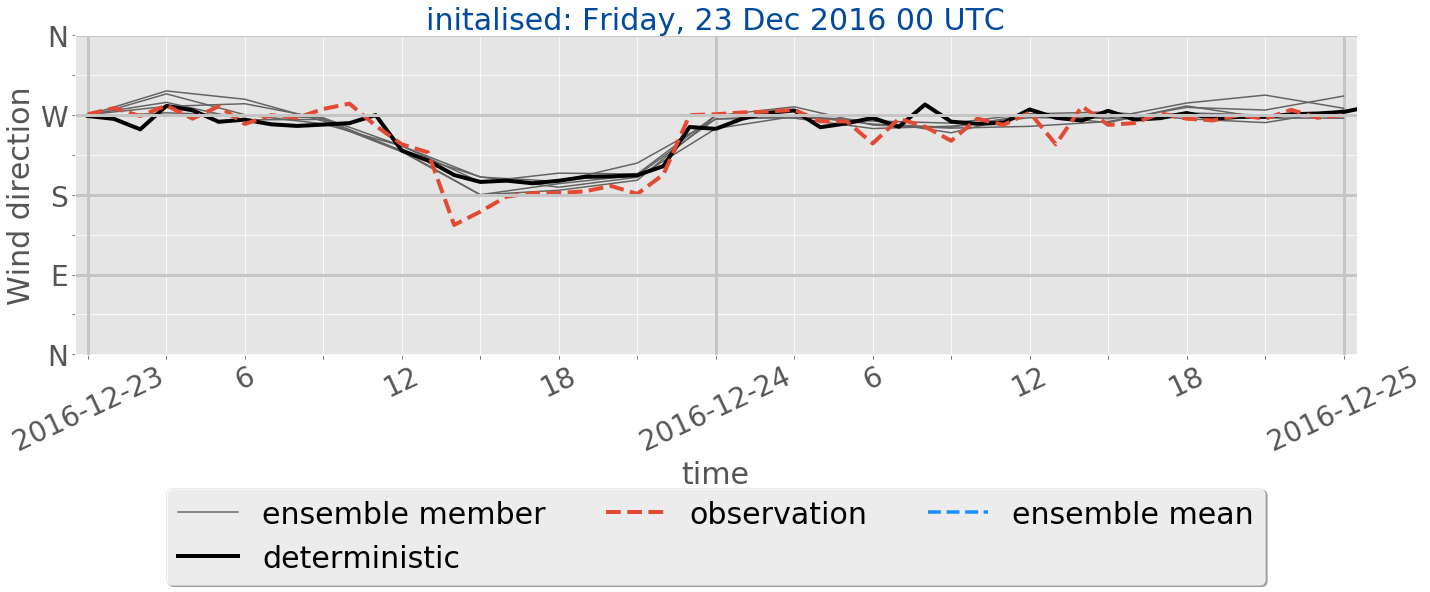 initalised: Friday, 23 Dec 2016 00 UTC
N
W
S
E
N
Wind direction
2016-12-23
6
12
18
2016-12-24
6
12
18
2016-12-25
time
ensemble member
observation
ensemble mean
deterministic